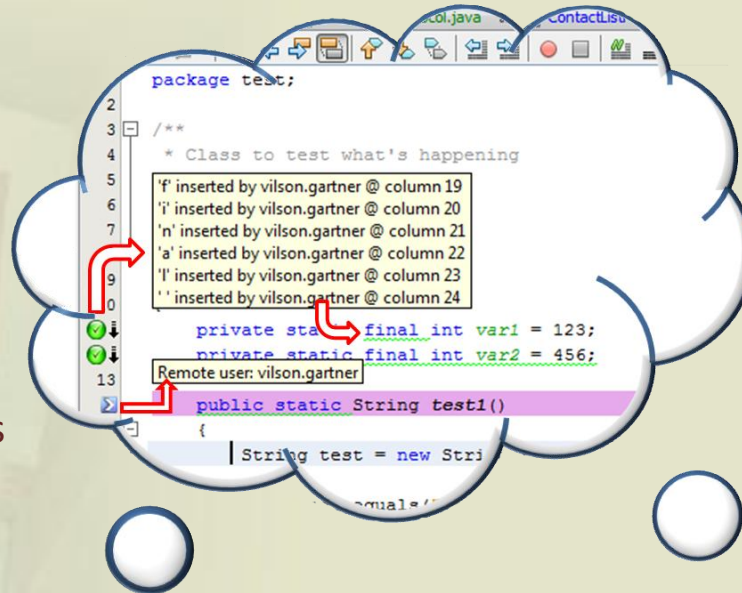 col.java
ContactList
package test;
2
3 /**
4 * Class to test what's happening
5
6
7
9
0
'f' inserted by vilson.gartner @ column 19
'i' inserted by vilson.gartner @ column 20
'n' inserted by vilson.gartner @ column 21
'a' inserted by vilson.gartner @ column 22
'l' inserted by vilson.gartner @ column 23
' ' inserted by vilson.gartner @ column 24
private sta final int var1 = 123;
private static final int var2 = 456;
13
Remote user: vilson.gartner
public static String test1()
{
String test = new Stri
equals(
s